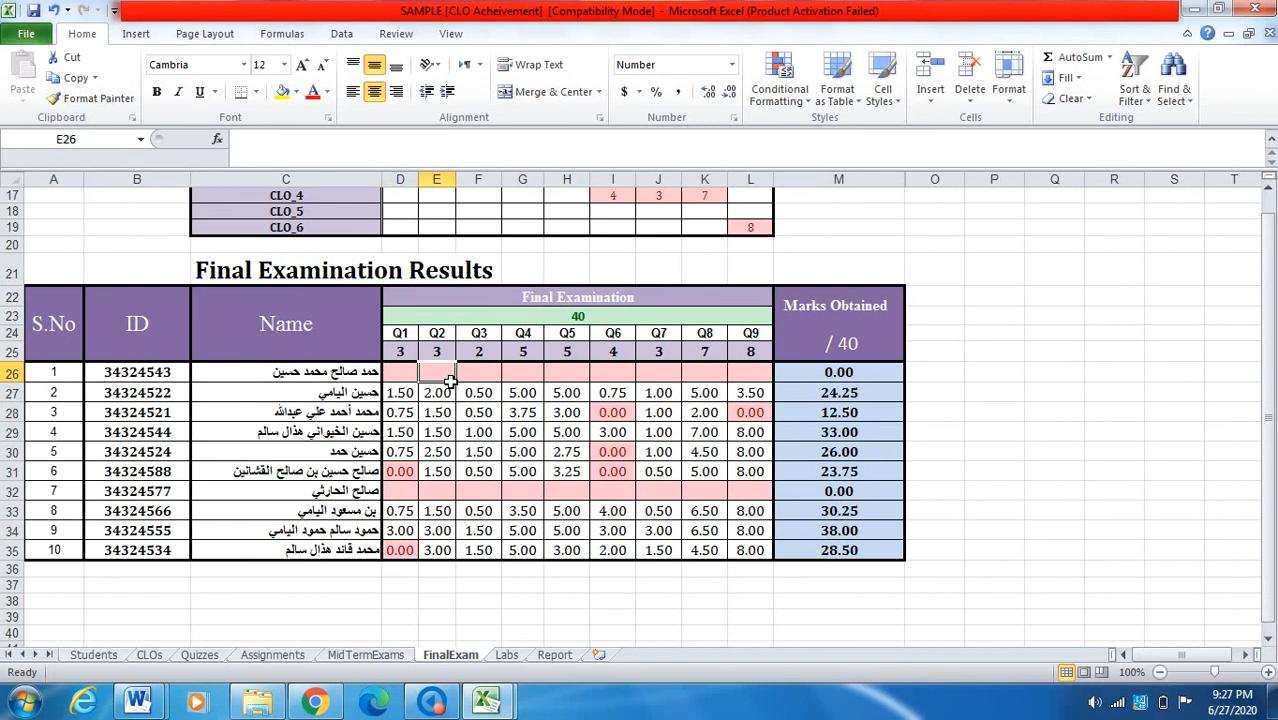 SAMPLE [CLO Acheivement] [Compatibility Mode] - Microsoft Excel (Product Activation Failed)
File Home Insert Page Layout Formulas Data Review View
Cut
Copy
Format Painter
Paste
Clipboard
Cambria 12
B I U A
Font
Wrap Text
Merge & Center
Alignment
Number
$ % ,
Number
Conditional Formatting
Format as Table
Cell Styles
Styles
Insert Delete Format
Cells
Σ AutoSum
Fill
Clear
Sort & Filter
Find & Select
Editing
E26 fx
A B C D E F G H I J K L M O P Q R S T
17 CLO_4 4 3 7
18 CLO_5
19 CLO_6 8
20
21 Final Examination Results
22 S.No ID Name Final Examination Marks Obtained / 40
23 40
24 Q1 Q2 Q3 Q4 Q5 Q6 Q7 Q8 Q9
25 3 3 2 5 5 4 3 7 8
26 1 34324543 حمد صالح محمد حسين 0.00
27 2 34324522 حسين اليامي 1.50 2.00 0.50 5.00 5.00 0.75 1.00 5.00 3.50 24.25
28 3 34324521 محمد أحمد علي عبدالله 0.75 1.50 0.50 3.75 3.00 0.00 1.00 2.00 0.00 12.50
29 4 34324544 حسين الخيواني هذال سالم 1.50 1.50 1.00 5.00 5.00 3.00 1.00 7.00 8.00 33.00
30 5 34324524 حسين حمد 0.75 2.50 1.50 5.00 2.75 0.00 1.00 4.50 8.00 26.00
31 6 34324588 صالح حسين بن صالح القشانين 0.00 1.50 0.50 5.00 3.25 0.00 0.50 5.00 8.00 23.75
32 7 34324577 صالح الحارثي 0.00
33 8 34324566 بن مسعود اليامي 0.75 1.50 0.50 3.50 5.00 4.00 0.50 6.50 8.00 30.25
34 9 34324555 حمود سالم حمود اليامي 3.00 3.00 1.50 5.00 5.00 3.00 3.00 6.50 8.00 38.00
35 10 34324534 محمد قائد هذال سالم 0.00 3.00 1.50 5.00 3.00 2.00 1.50 4.50 8.00 28.50
36
37
38
39
40
Students CLOs Quizzes Assignments MidTermExams FinalExam Labs Report
Ready 100%
9:27 PM
6/27/2020